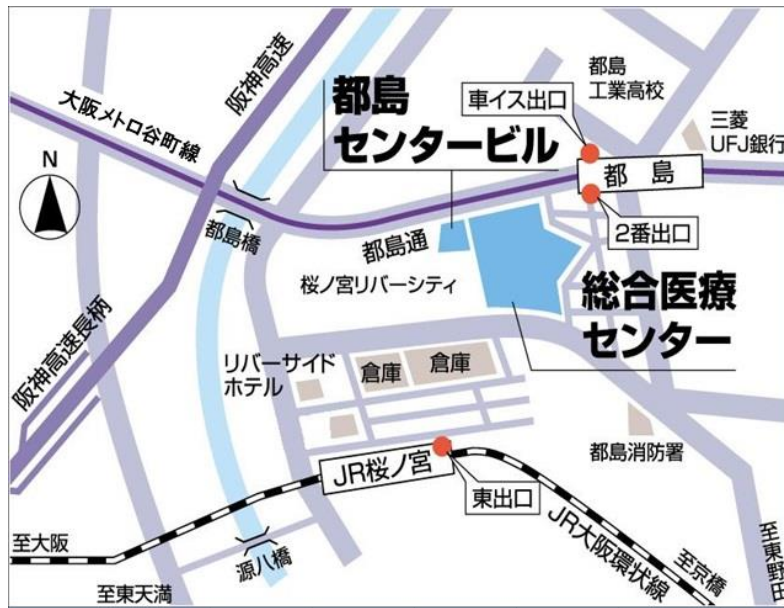 阪神高速
大阪メトロ谷町線
都島
センタービル
車イス出口
都島
工業高校
三菱
UFJ銀行
N
都 島
2番出口
都島橋
都島通
桜ノ宮リバーシティ
総合医療
センター
阪神高速長柄
リバーサイド
ホテル
倉庫
倉庫
都島消防署
JR桜ノ宮
東出口
JR大阪環状線
至大阪
源八橋
至東天満
至京橋
至東野田